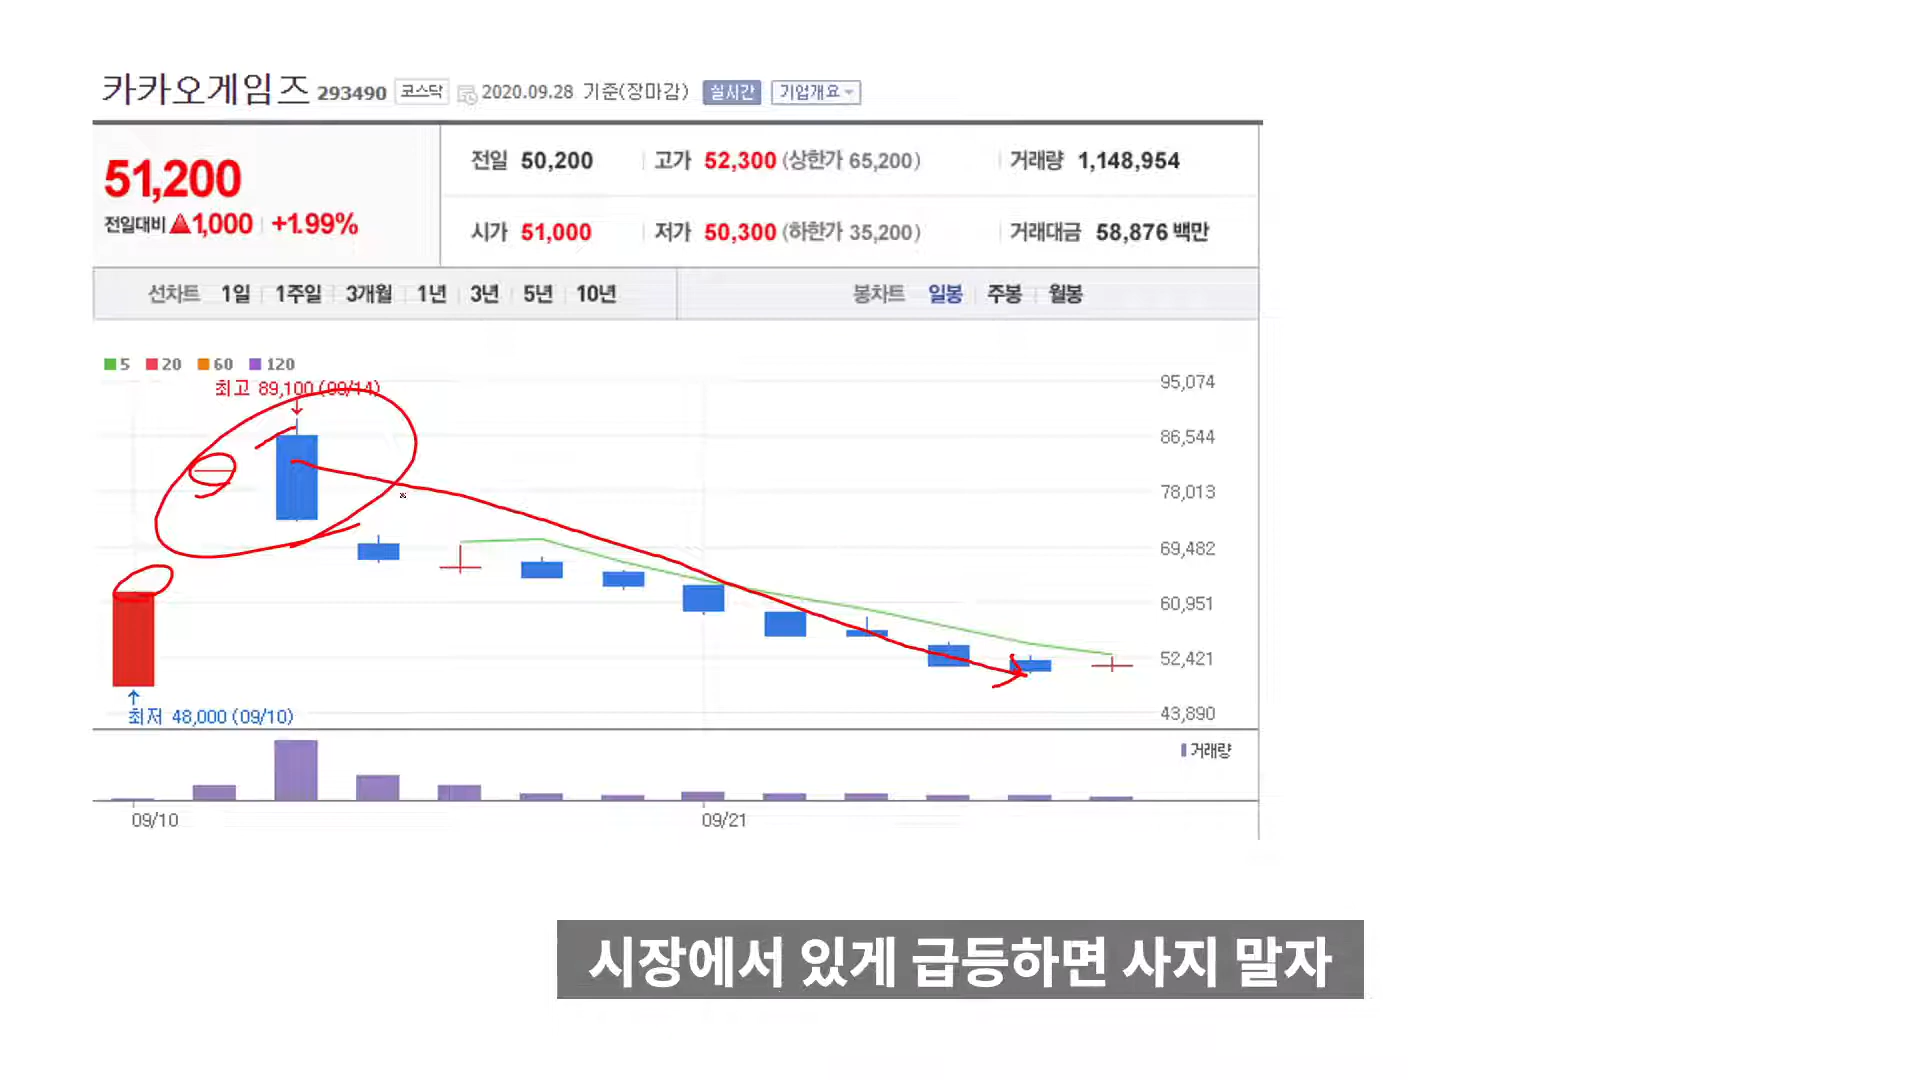 카카오게임즈 293490 코스닥 2020.09.28 기준(장마감) 실시간 기업개요
51,200
전일대비 ▲1,000 +1.99%
전일 50,200 고가 52,300 (상한가 65,200) 거래량 1,148,954
시가 51,000 저가 50,300 (하한가 35,200) 거래대금 58,876 백만
선차트 1일 1주일 3개월 1년 3년 5년 10년 봉차트 일봉 주봉 월봉
5 20 60 120
최고 89,100 (09/14)
95,074
86,544
78,013
69,482
60,951
52,421
43,890
최저 48,000 (09/10)
거래량
09/10 09/21
시장에서 있게 급등하면 사지 말자